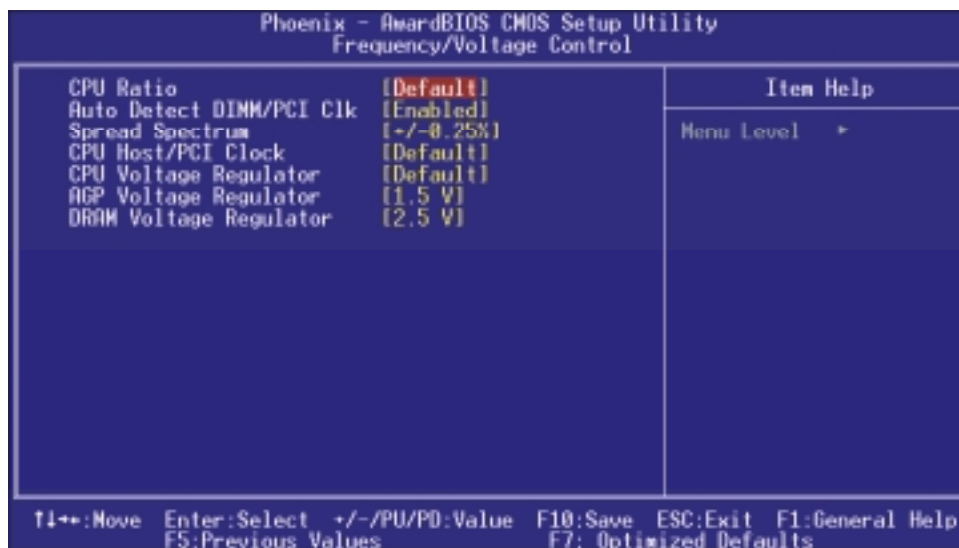 Phoenix - AwardBIOS CMOS Setup Utility
Frequency/Voltage Control
CPU Ratio [Default]
Auto Detect DIMM/PCI Clk [Enabled]
Spread Spectrum [+/-0.25%]
CPU Host/PCI Clock [Default]
CPU Voltage Regulator [Default]
AGP Voltage Regulator [1.5 V]
DRAM Voltage Regulator [2.5 V]
Item Help
Menu Level ►
↑↓→←:Move Enter:Select +/-/PU/PD:Value F10:Save ESC:Exit F1:General Help
F5:Previous Values F7: Optimized Defaults